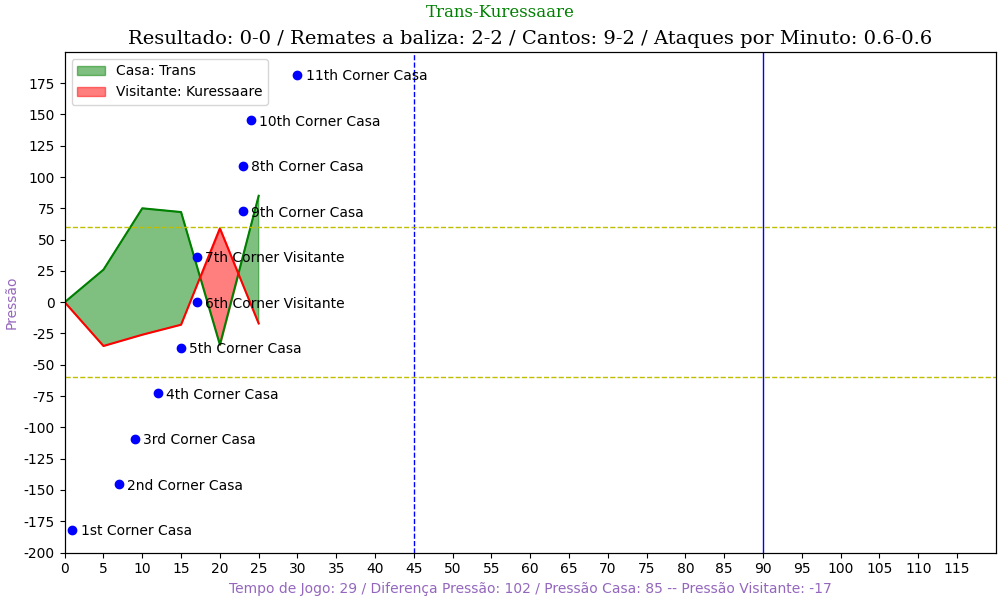 Trans-Kuressaare
Resultado: 0-0 / Remates a baliza: 2-2 / Cantos: 9-2 / Ataques por Minuto: 0.6-0.6
Casa: Trans
Visitante: Kuressaare
11th Corner Casa
10th Corner Casa
8th Corner Casa
9th Corner Casa
7th Corner Visitante
6th Corner Visitante
5th Corner Casa
4th Corner Casa
3rd Corner Casa
2nd Corner Casa
1st Corner Casa
Pressão
175
150
125
100
75
50
25
0
-25
-50
-75
-100
-125
-150
-175
-200
0 5 10 15 20 25 30 35 40 45 50 55 60 65 70 75 80 85 90 95 100 105 110 115
Tempo de Jogo: 29 / Diferença Pressão: 102 / Pressão Casa: 85 -- Pressão Visitante: -17